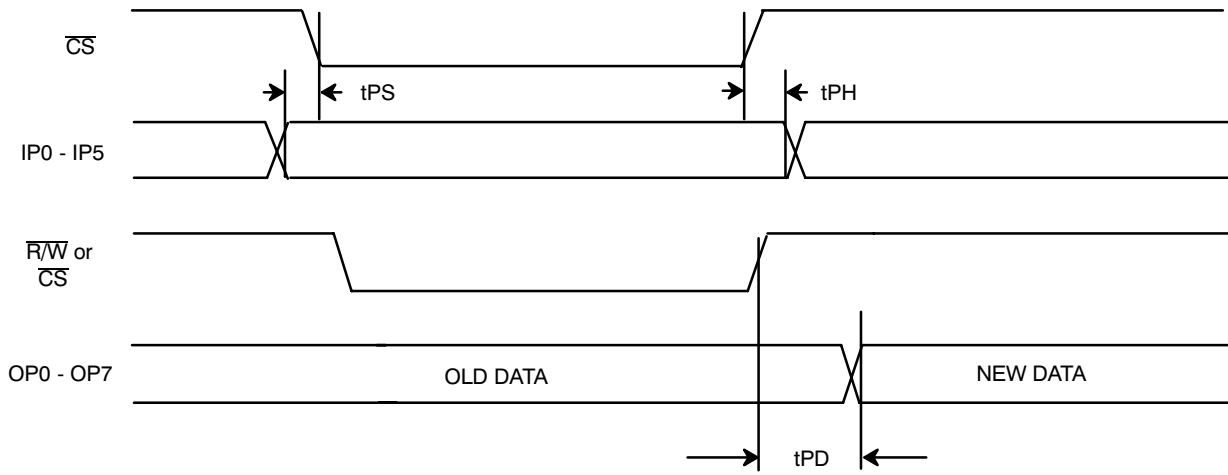 CS
tPS
tPH
IP0 - IP5
R/W or
CS
OP0 - OP7
OLD DATA
NEW DATA
tPD